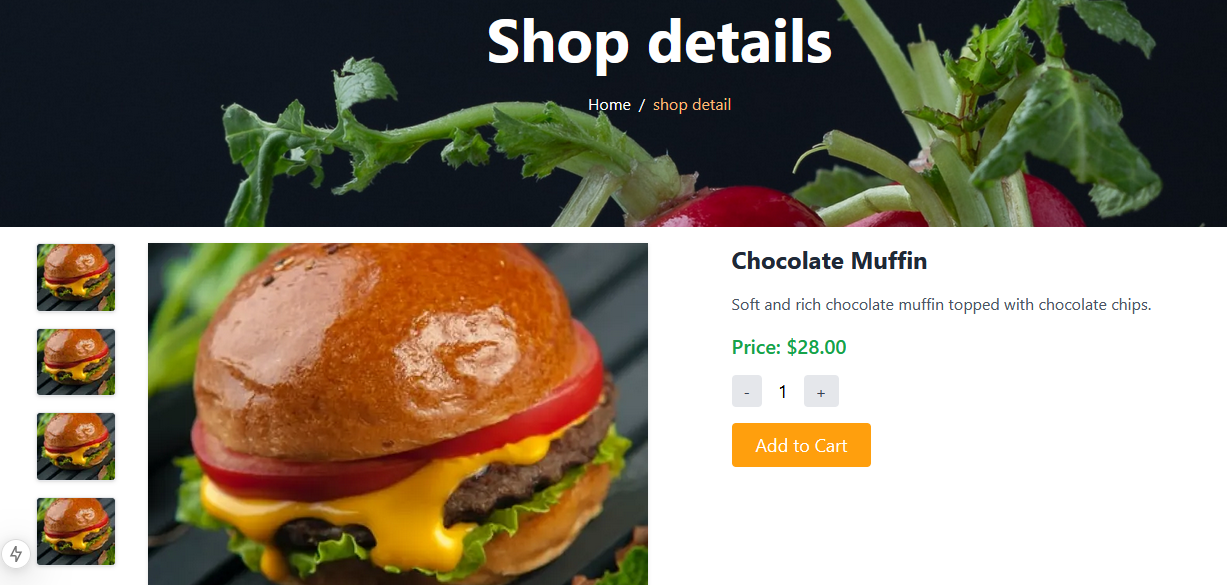 Shop details
Home / shop detail
Chocolate Muffin
Soft and rich chocolate muffin topped with chocolate chips.
Price: $28.00
- 1 +
Add to Cart